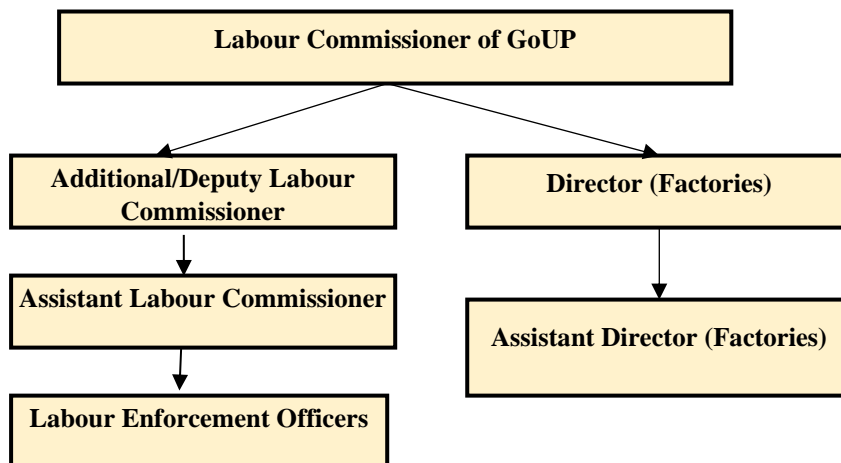 Labour Commissioner of GoUP
Additional/Deputy Labour
Commissioner
Director (Factories)
Assistant Labour Commissioner
Assistant Director (Factories)
Labour Enforcement Officers